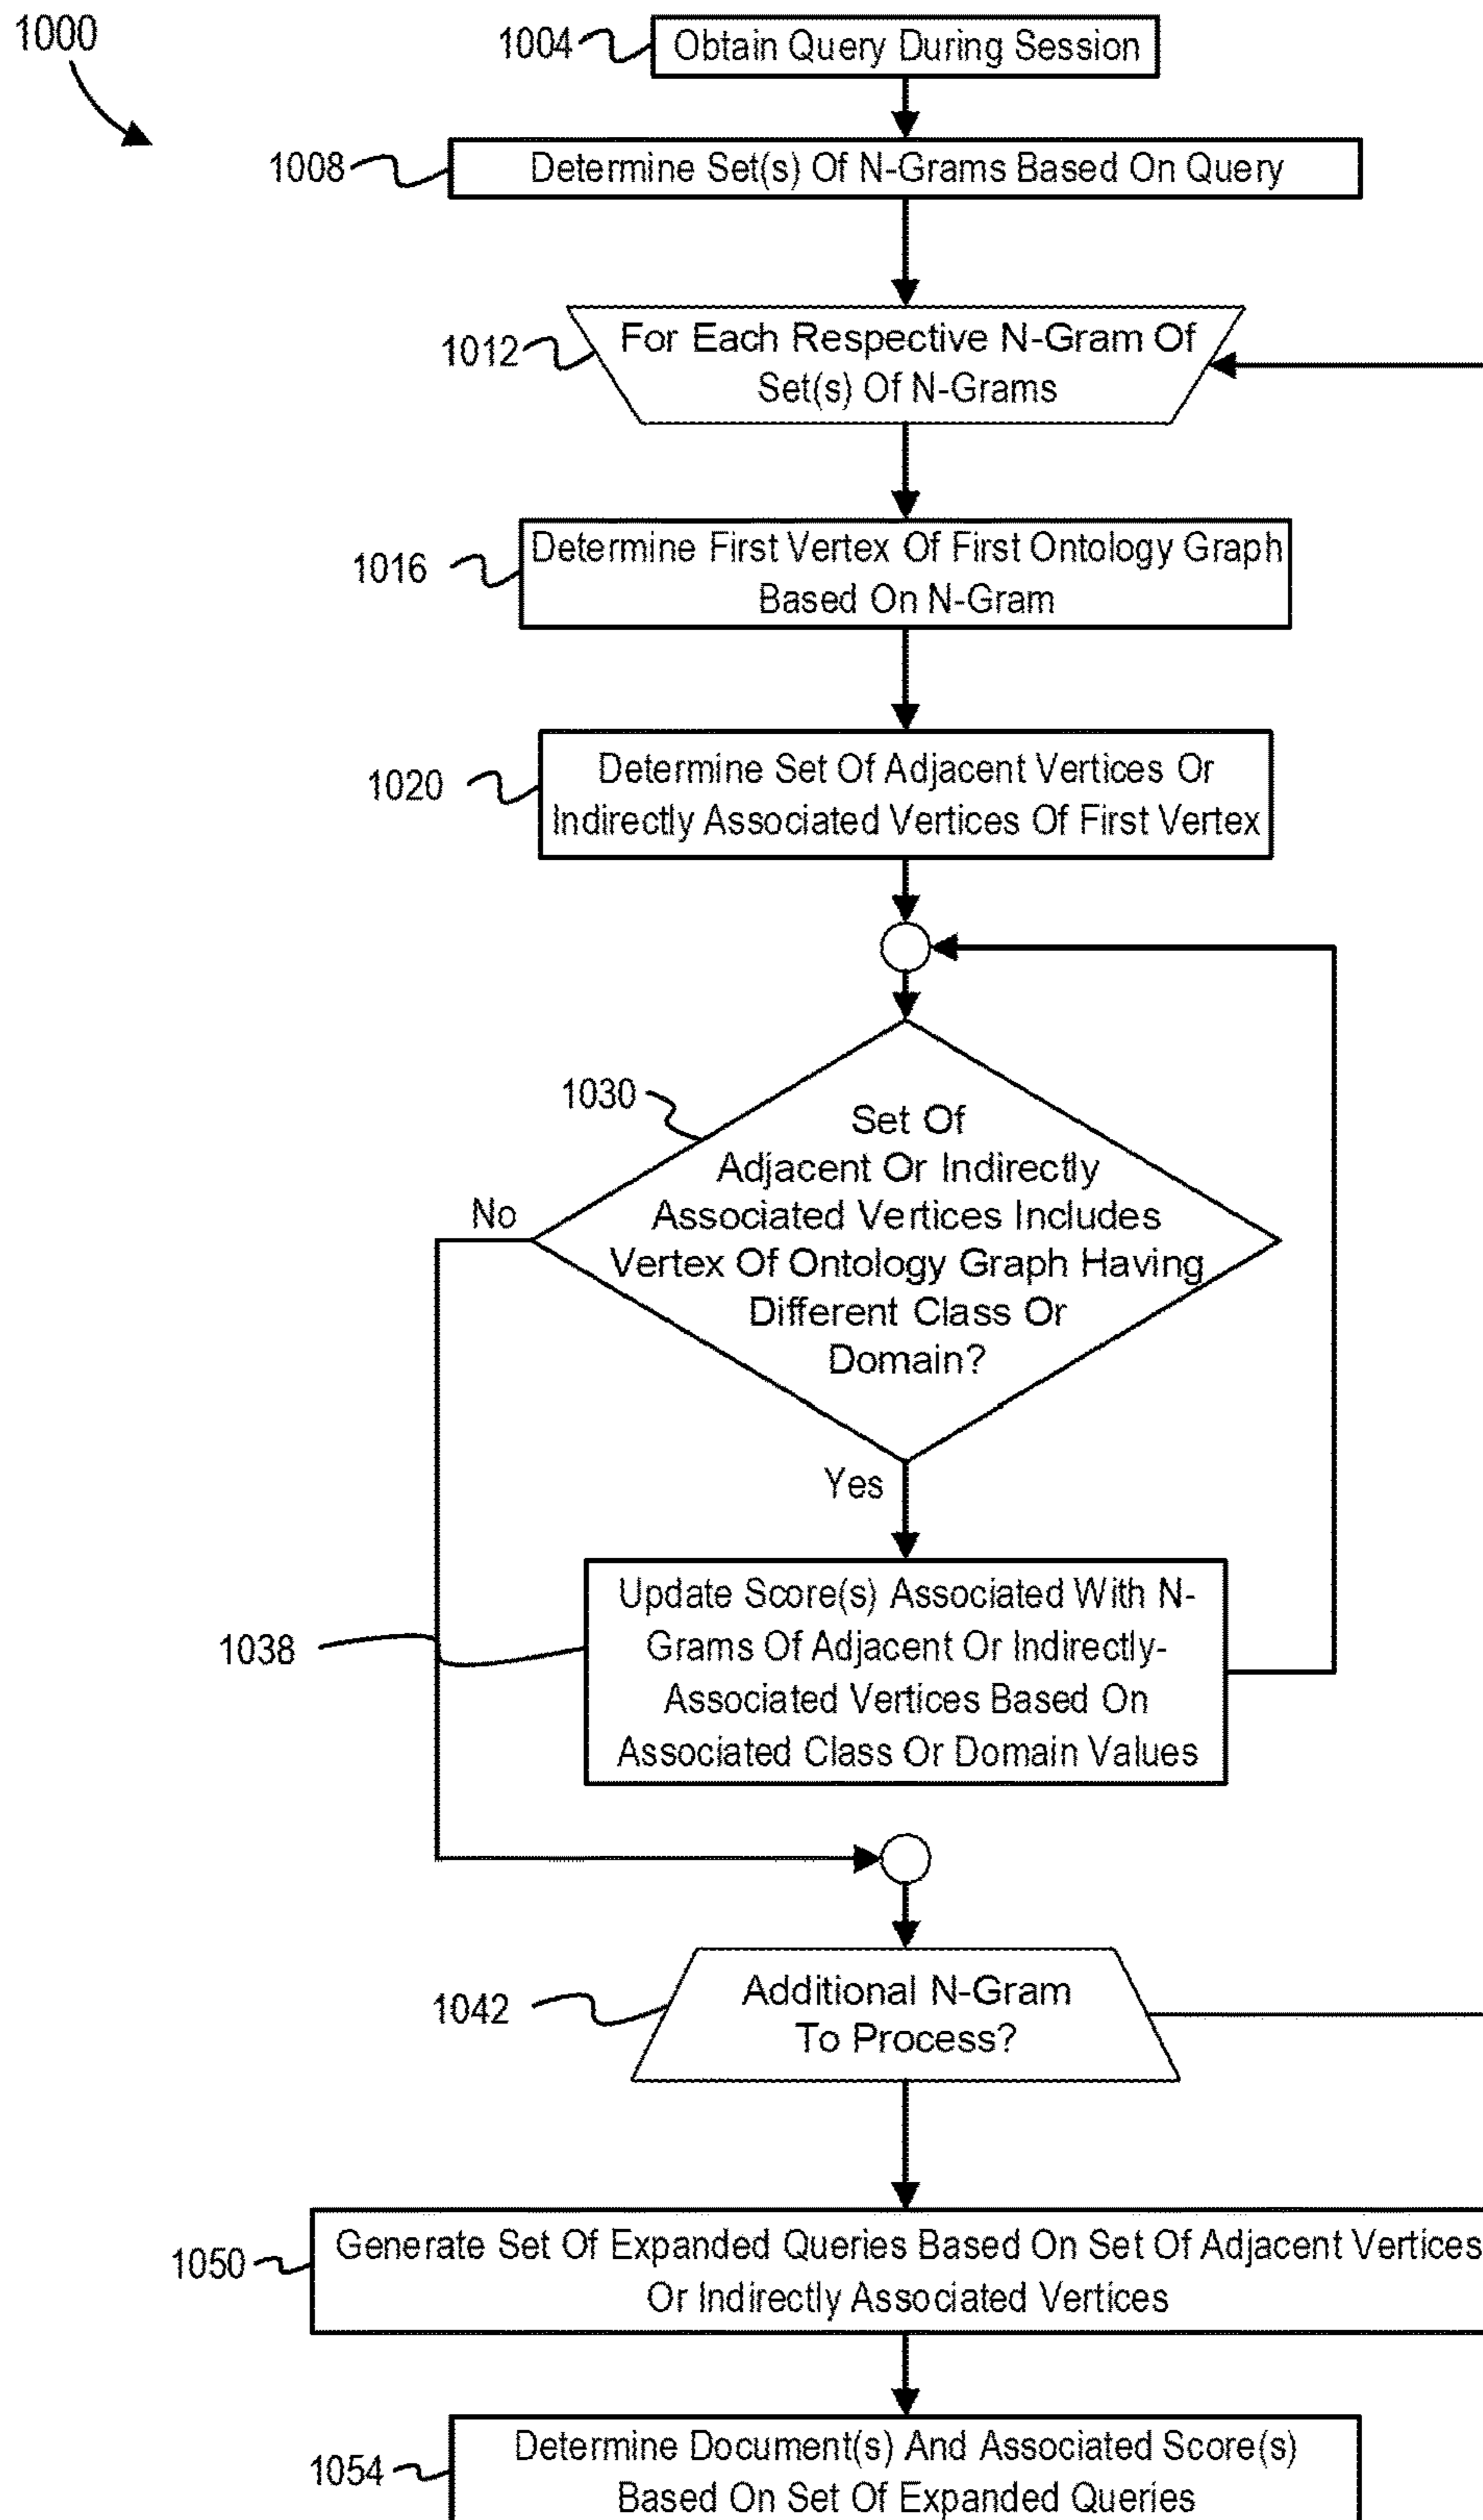 1000
1004
Obtain Query During Session
1008
Determine Set(s) Of N-Grams Based On Query
1012
For Each Respective N-Gram Of
Set(s) Of N-Grams
1016
Determine First Vertex Of First Ontology Graph
Based On N-Gram
1020
Determine Set Of Adjacent Vertices Or
Indirectly Associated Vertices Of First Vertex
1030
Set Of
Adjacent Or Indirectly
Associated Vertices Includes
Vertex Of Ontology Graph Having
Different Class Or
Domain?
No
Yes
1038
Update Score(s) Associated With N-
Grams Of Adjacent Or Indirectly-
Associated Vertices Based On
Associated Class Or Domain Values
1042
Additional N-Gram
To Process?
1050
Generate Set Of Expanded Queries Based On Set Of Adjacent Vertices
Or Indirectly Associated Vertices
1054
Determine Document(s) And Associated Score(s)
Based On Set Of Expanded Queries